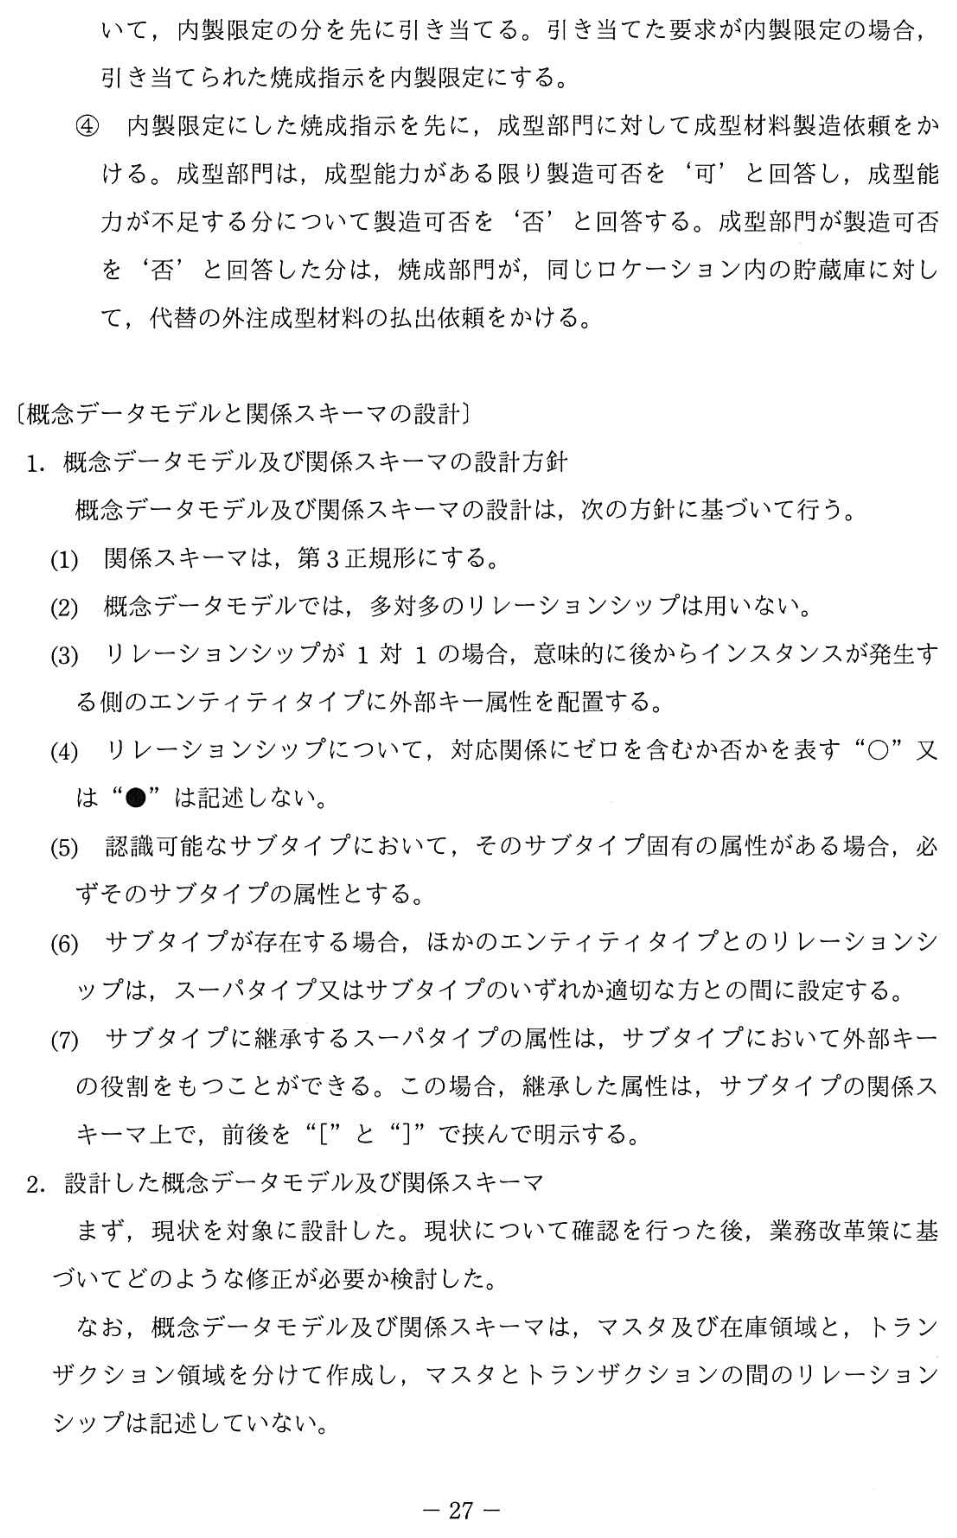 いて，内製限定の分を先に引き当てる。引き当てた要求が内製限定の場合，
引き当てられた焼成指示を内製限定にする。
④　内製限定にした焼成指示を先に，成型部門に対して成型材料製造依頼をか
ける。成型部門は，成型能力がある限り製造可否を‘可’と回答し，成型能
力が不足する分について製造可否を‘否’と回答する。成型部門が製造可否
を‘否’と回答した分は，焼成部門が，同じロケーション内の貯蔵庫に対し
て，代替の外注成型材料の払出依頼をかける。
〔概念データモデルと関係スキーマの設計〕
1．概念データモデル及び関係スキーマの設計方針
概念データモデル及び関係スキーマの設計は，次の方針に基づいて行う。
(1)　関係スキーマは，第3正規形にする。
(2)　概念データモデルでは，多対多のリレーションシップは用いない。
(3)　リレーションシップが 1 対 1 の場合，意味的に後からインスタンスが発生す
る側のエンティティタイプに外部キー属性を配置する。
(4)　リレーションシップについて，対応関係にゼロを含むか否かを表す“○”又
は“●”は記述しない。
(5)　認識可能なサブタイプにおいて，そのサブタイプ固有の属性がある場合，必
ずそのサブタイプの属性とする。
(6)　サブタイプが存在する場合，ほかのエンティティタイプとのリレーションシ
ップは，スーパタイプ又はサブタイプのいずれか適切な方との間に設定する。
(7)　サブタイプに継承するスーパタイプの属性は，サブタイプにおいて外部キー
の役割をもつことができる。この場合，継承した属性は，サブタイプの関係ス
キーマ上で，前後を“[”と“]”で挟んで明示する。
2．設計した概念データモデル及び関係スキーマ
まず，現状を対象に設計した。現状について確認を行った後，業務改革策に基
づいてどのような修正が必要か検討した。
なお，概念データモデル及び関係スキーマは，マスタ及び在庫領域と，トラン
ザクション領域を分けて作成し，マスタとトランザクションの間のリレーション
シップは記述していない。
― 27 ―